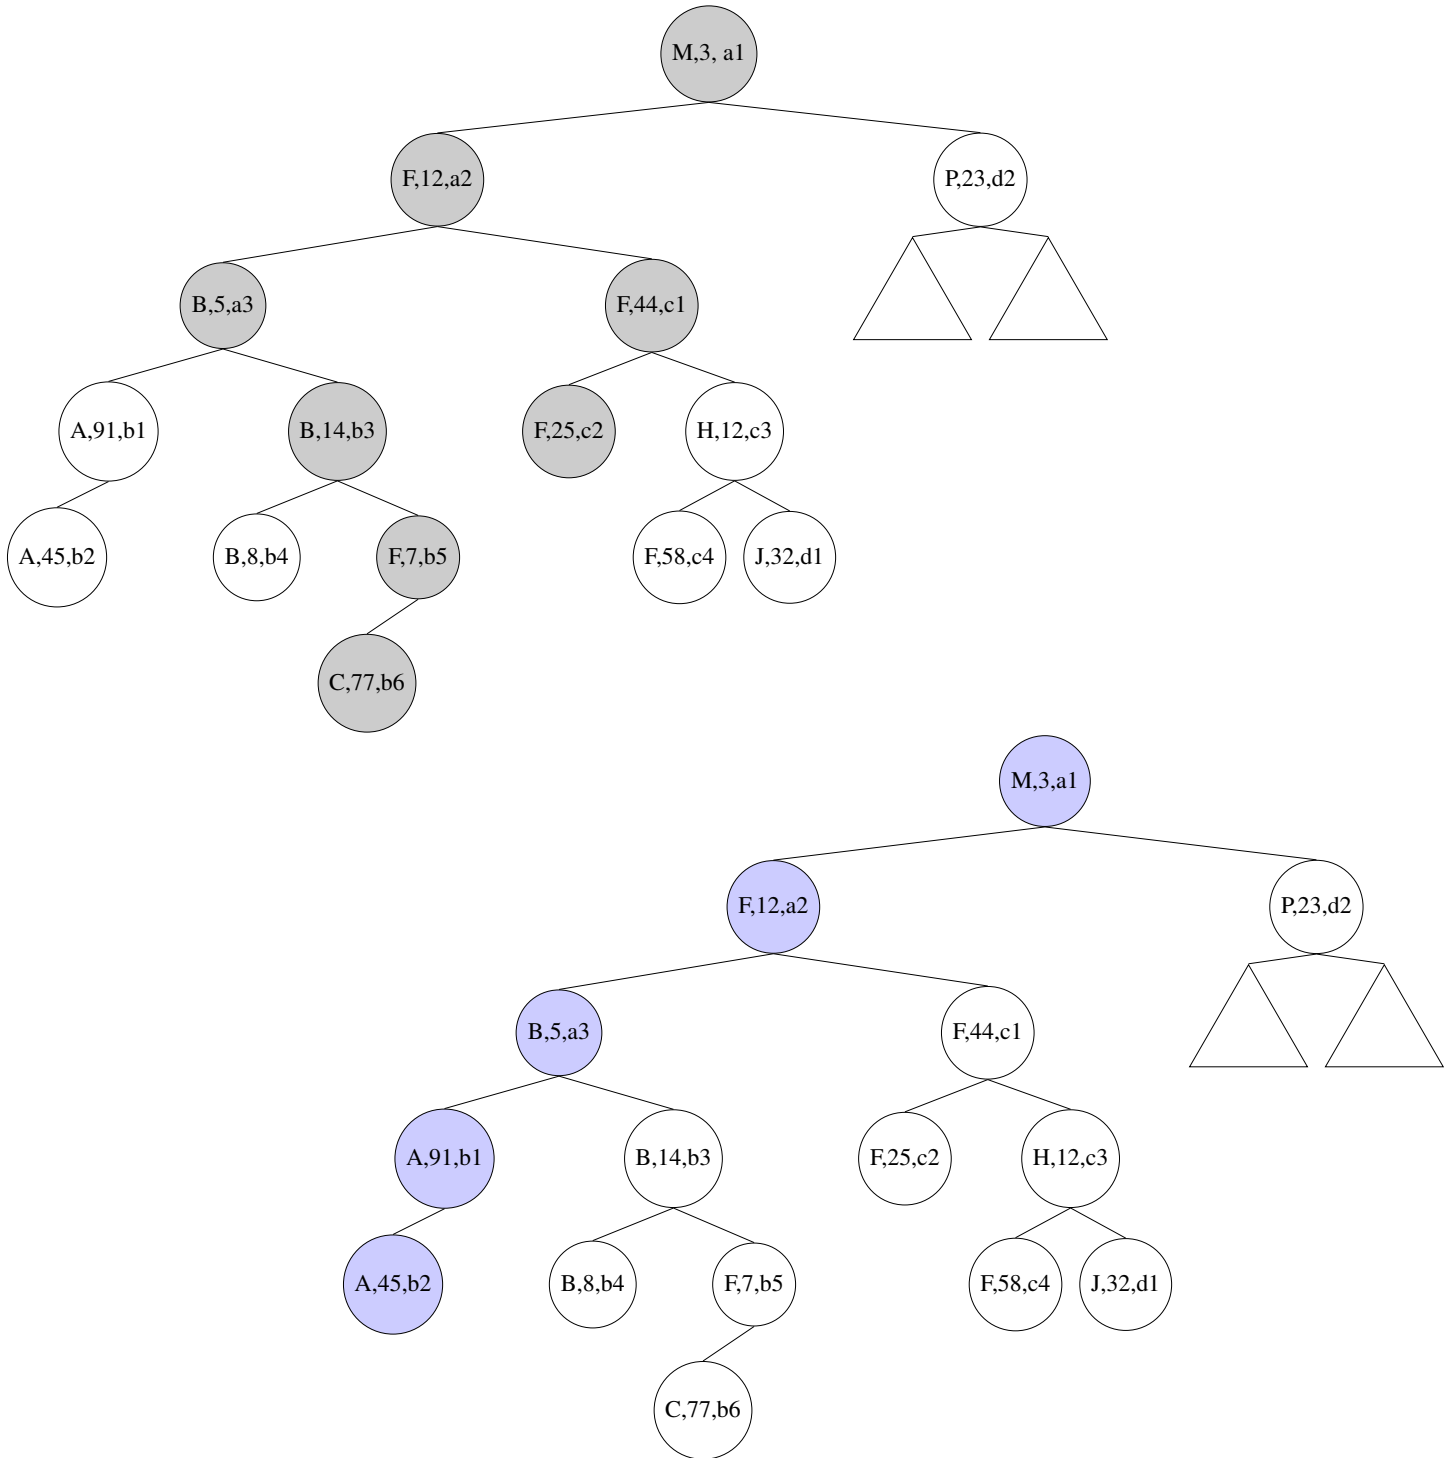 M,3, a1
F,12,a2
P,23,d2
B,5,a3
F,44,c1
A,91,b1
B,14,b3
F,25,c2
H,12,c3
A,45,b2
B,8,b4
F,7,b5
F,58,c4
J,32,d1
C,77,b6
M,3,a1
F,12,a2
P,23,d2
B,5,a3
F,44,c1
A,91,b1
B,14,b3
F,25,c2
H,12,c3
A,45,b2
B,8,b4
F,7,b5
F,58,c4
J,32,d1
C,77,b6